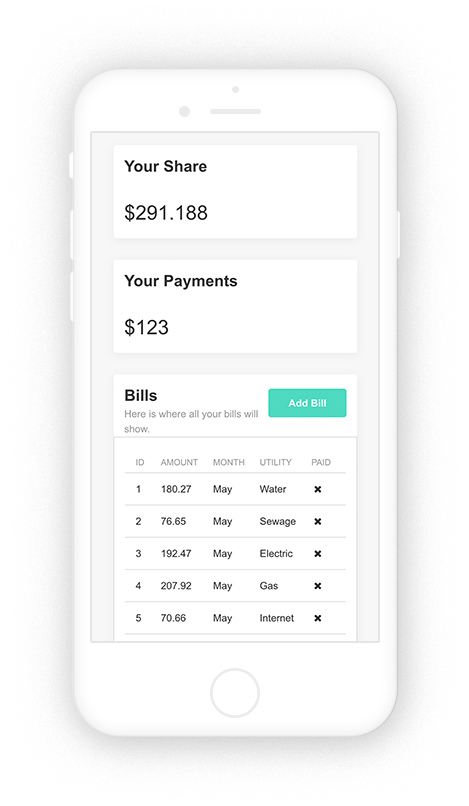 Your Share
$291.188
Your Payments
$123
Bills
Add Bill
Here is where all your bills will
show.
ID AMOUNT MONTH UTILITY PAID
1 180.27 May Water ✖
2 76.65 May Sewage ✖
3 192.47 May Electric ✖
4 207.92 May Gas ✖
5 70.66 May Internet ✖